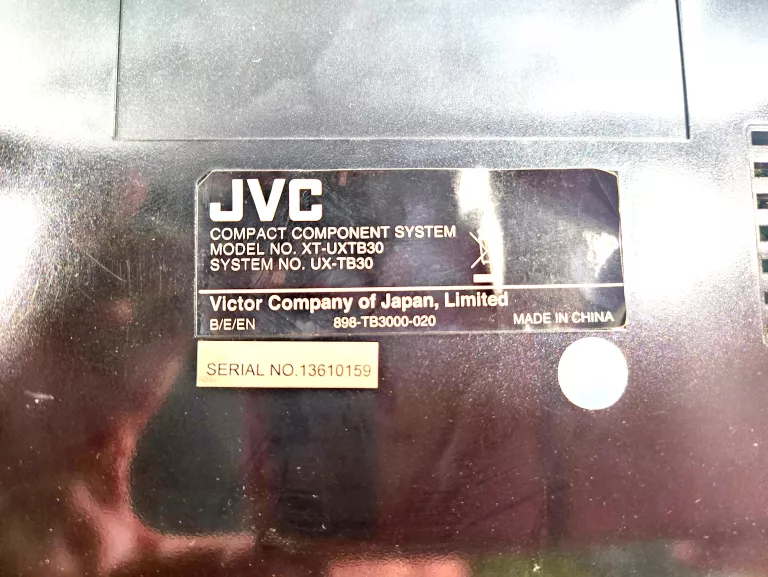 JVC
COMPACT COMPONENT SYSTEM
MODEL NO. XT-UXTB30
SYSTEM NO. UX-TB30
Victor Company of Japan, Limited
B/E/EN 898-TB3000-020 MADE IN CHINA
SERIAL NO.13610159